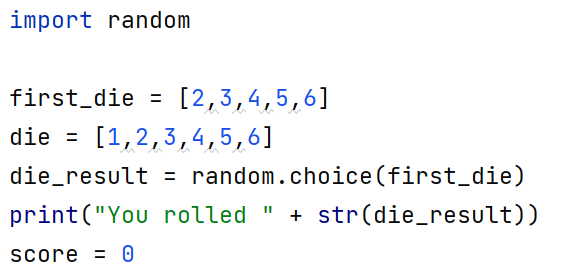 import random
first_die = [2,3,4,5,6]
die = [1,2,3,4,5,6]
die_result = random.choice(first_die)
print("You rolled " + str(die_result))
score = 0